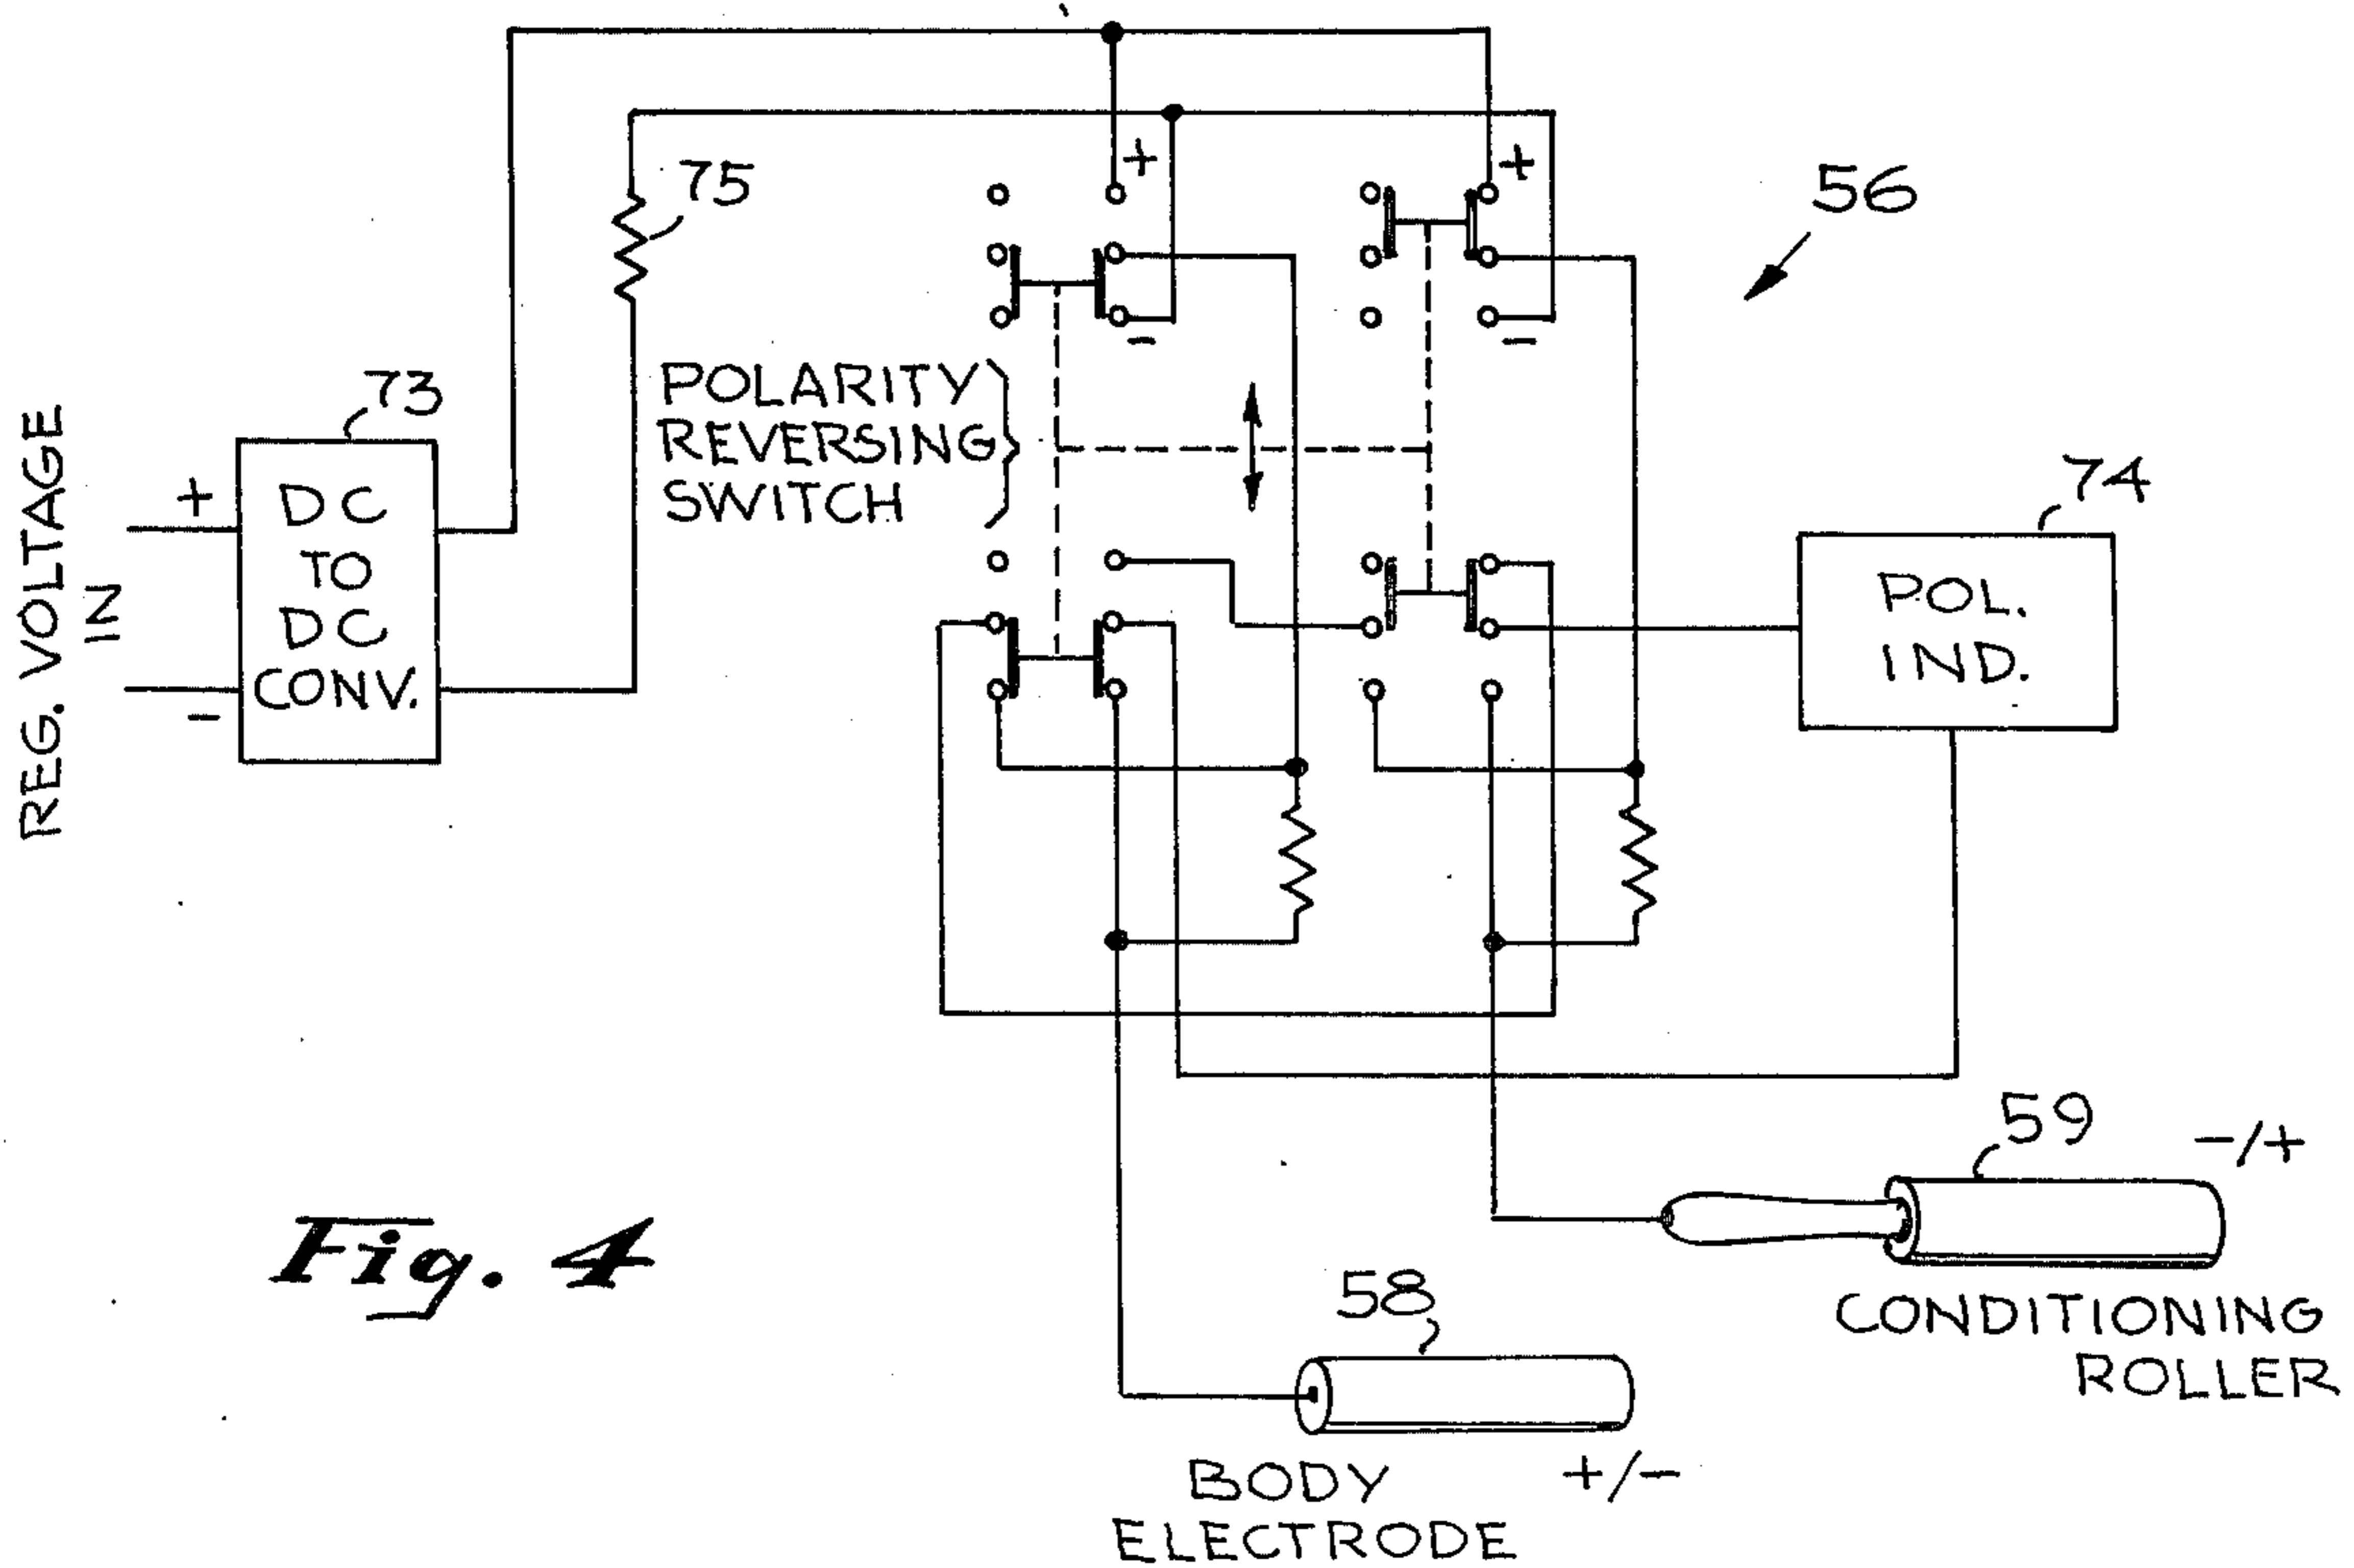 +
+
75
56
73
POLARITY
REVERSING
SWITCH
-
-
74
REG. VOLTAGE
IN
+
-
DC
TO
DC
CONV.
POL.
IND.
59
-/+
CONDITIONING
ROLLER
58
+/-
BODY
ELECTRODE
Fig. 4